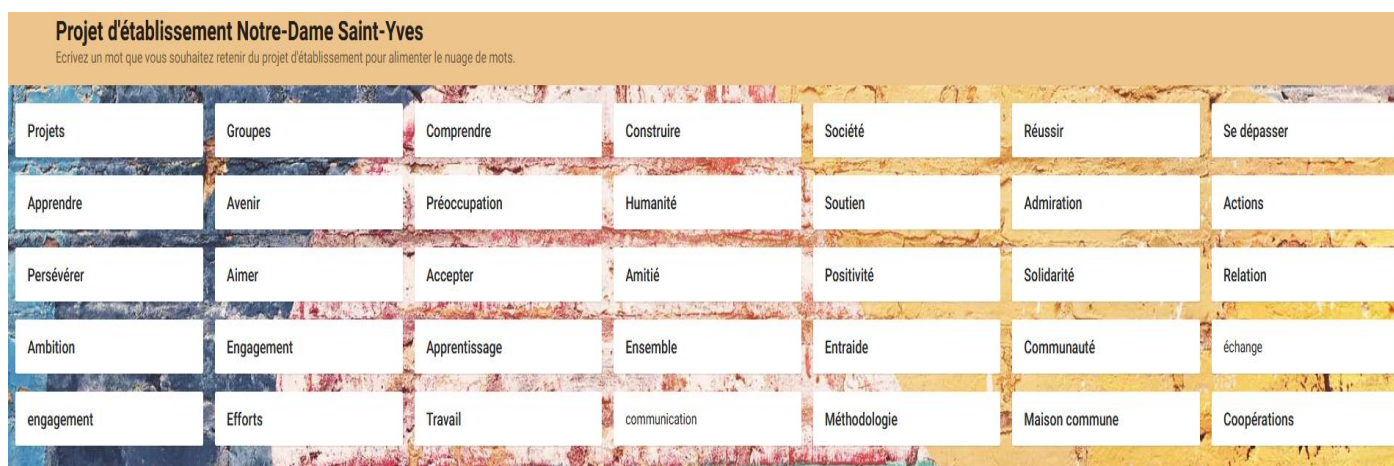 Projet d'établissement Notre-Dame Saint-Yves
Ecrivez un mot que vous souhaitez retenir du projet d'établissement pour alimenter le nuage de mots.
Projets Groupes Comprendre Construire Société Réussir Se dépasser
Apprendre Avenir Préoccupation Humanité Soutien Admiration Actions
Persévérer Aimer Accepter Amitié Positivité Solidarité Relation
Ambition Engagement Apprentissage Ensemble Entraide Communauté échange
engagement Efforts Travail communication Méthodologie Maison commune Coopérations